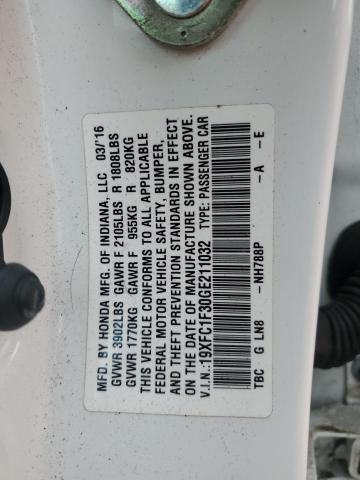 MFD. BY HONDA MFG. OF INDIANA, LLC 03/'16
GVWR 3902LBS GAWR F 2105LBS R 1808LBS
GVWR 1770KG GAWR F 955KG R 820KG
THIS VEHICLE CONFORMS TO ALL APPLICABLE
FEDERAL MOTOR VEHICLE SAFETY, BUMPER,
AND THEFT PREVENTION STANDARDS IN EFFECT
ON THE DATE OF MANUFACTURE SHOWN ABOVE.
V.I.N.:19XFC1F30GE211032 TYPE: PASSENGER CAR
TBC G LN8 -NH788P -A -E